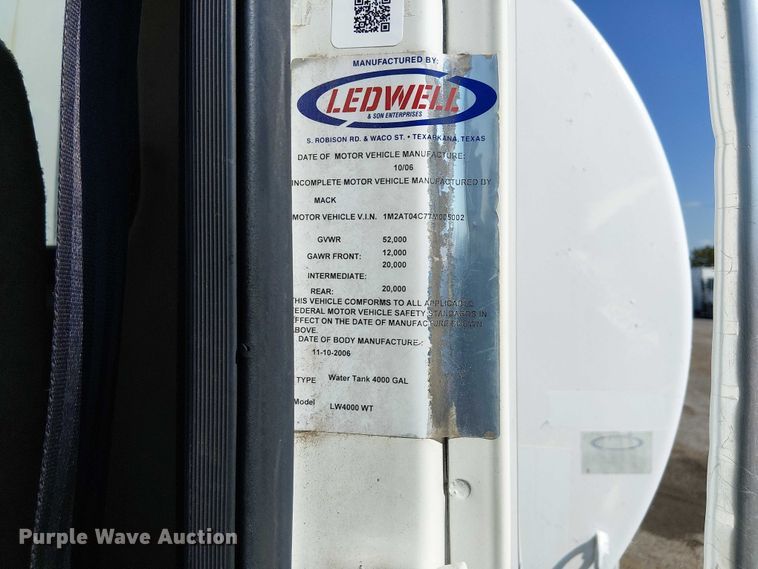 MANUFACTURED BY:
LEDWELL
& SON ENTERPRISES
S. ROBISON RD. & WACO ST. • TEXARKANA, TEXAS
DATE OF MOTOR VEHICLE MANUFACTURE:
10/06
INCOMPLETE MOTOR VEHICLE MANUFACTURED BY
MACK
MOTOR VEHICLE V.I.N. 1M2AT04C77M005002
GVWR 52,000
GAWR FRONT: 12,000
20,000
INTERMEDIATE:
REAR: 20,000
THIS VEHICLE CONFORMS TO ALL APPLICABLE
FEDERAL MOTOR VEHICLE SAFETY STANDARDS IN
EFFECT ON THE DATE OF MANUFACTURE SHOWN
ABOVE.
DATE OF BODY MANUFACTURE:
11-10-2006
TYPE Water Tank 4000 GAL
Model LW4000 WT
Purple Wave Auction®